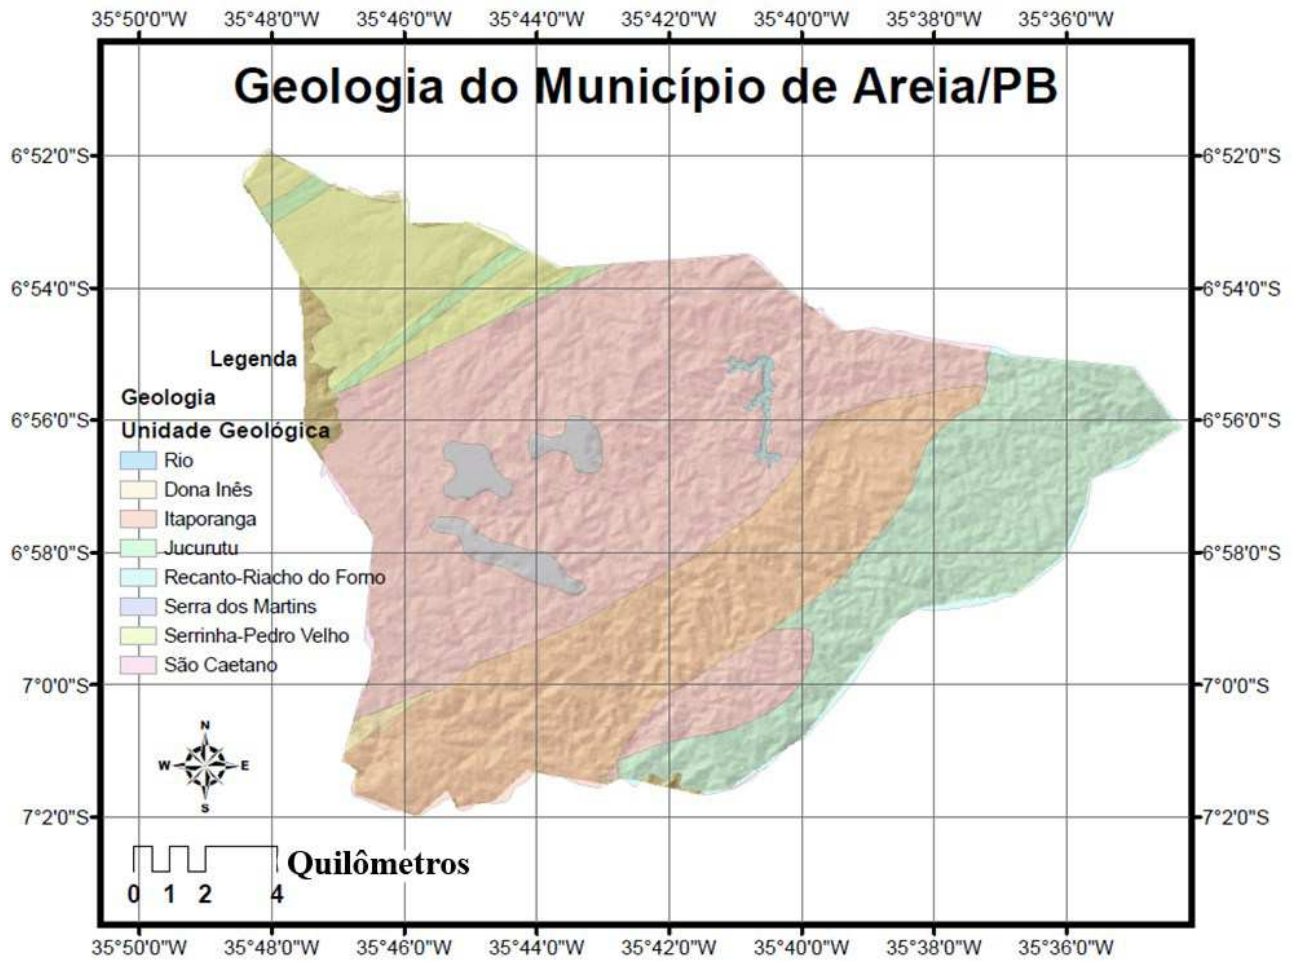 35°50'0"W 35°48'0"W 35°46'0"W 35°44'0"W 35°42'0"W 35°40'0"W 35°38'0"W 35°36'0"W
Geologia do Município de Areia/PB
6°52'0"S 6°52'0"S
6°54'0"S 6°54'0"S
Legenda
Geologia
6°56'0"S 6°56'0"S
Unidade Geológica
Rio
Dona Inês
Itaporanga
Jucurutu
6°58'0"S 6°58'0"S
Recanto-Riacho do Forno
Serra dos Martins
Serrinha-Pedro Velho
São Caetano
7°0'0"S 7°0'0"S
N
W E
S
7°2'0"S 7°2'0"S
Quilômetros
0 1 2 4
35°50'0"W 35°48'0"W 35°46'0"W 35°44'0"W 35°42'0"W 35°40'0"W 35°38'0"W 35°36'0"W